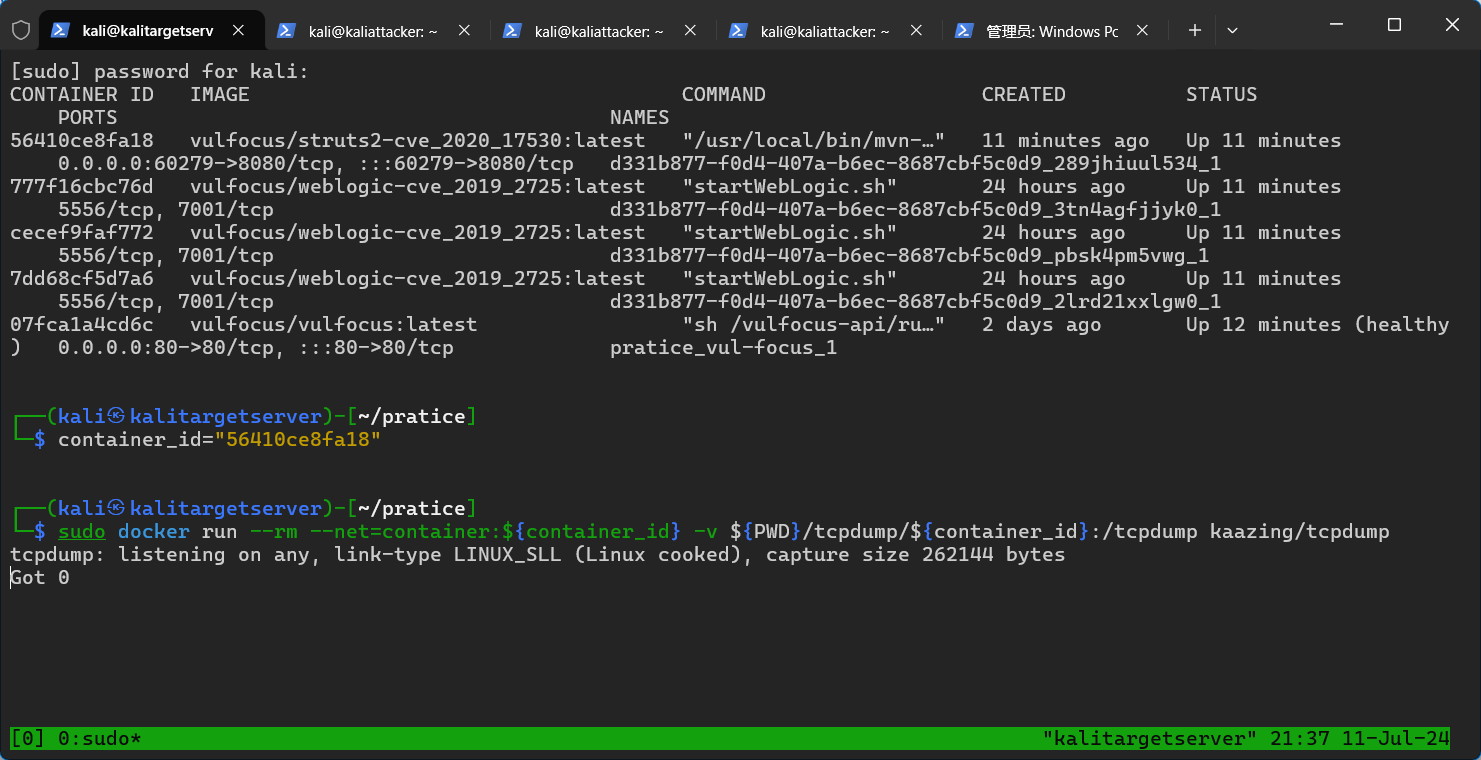 kali@kalitargetserv
kali@kaliattacker: ~
kali@kaliattacker: ~
kali@kaliattacker: ~
管理员: Windows Pc
[sudo] password for kali:
CONTAINER ID   IMAGE                                    COMMAND                  CREATED          STATUS
    PORTS                                         NAMES
56410ce8fa18   vulfocus/struts2-cve_2020_17530:latest   "/usr/local/bin/mvn-…"   11 minutes ago   Up 11 minutes
    0.0.0.0:60279->8080/tcp, :::60279->8080/tcp   d331b877-f0d4-407a-b6ec-8687cbf5c0d9_289jhiuul534_1
777f16cbc76d   vulfocus/weblogic-cve_2019_2725:latest   "startWebLogic.sh"       24 hours ago     Up 11 minutes
    5556/tcp, 7001/tcp                            d331b877-f0d4-407a-b6ec-8687cbf5c0d9_3tn4agfjjyk0_1
cecef9faf772   vulfocus/weblogic-cve_2019_2725:latest   "startWebLogic.sh"       24 hours ago     Up 11 minutes
    5556/tcp, 7001/tcp                            d331b877-f0d4-407a-b6ec-8687cbf5c0d9_pbsk4pm5vwg_1
7dd68cf5d7a6   vulfocus/weblogic-cve_2019_2725:latest   "startWebLogic.sh"       24 hours ago     Up 11 minutes
    5556/tcp, 7001/tcp                            d331b877-f0d4-407a-b6ec-8687cbf5c0d9_2lrd21xxlgw0_1
07fca1a4cd6c   vulfocus/vulfocus:latest                 "sh /vulfocus-api/ru…"   2 days ago       Up 12 minutes (healthy
)   0.0.0.0:80->80/tcp, :::80->80/tcp             pratice_vul-focus_1
┌──(kali㉿kalitargetserver)-[~/pratice]
└─$ container_id="56410ce8fa18"
┌──(kali㉿kalitargetserver)-[~/pratice]
└─$ sudo docker run --rm --net=container:${container_id} -v ${PWD}/tcpdump/${container_id}:/tcpdump kaazing/tcpdump
tcpdump: listening on any, link-type LINUX_SLL (Linux cooked), capture size 262144 bytes
Got 0
[0] 0:sudo*                                                                           "kalitargetserver" 21:37 11-Jul-24